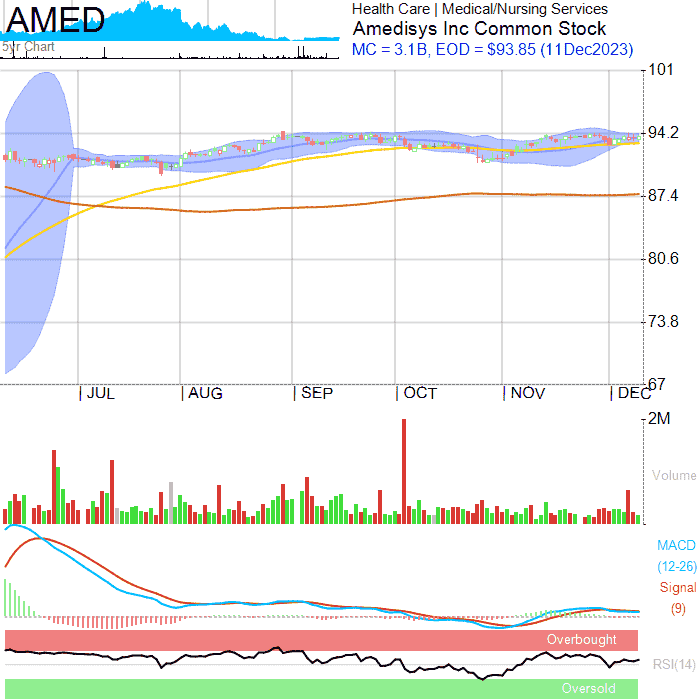 AMED
5yr Chart
Health Care | Medical/Nursing Services
Amedisys Inc Common Stock
MC = 3.1B, EOD = $93.85 (11Dec2023)
101
94.2
87.4
80.6
73.8
67
| JUL | AUG | SEP | OCT | NOV | DEC
2M
Volume
MACD
(12-26)
Signal
(9)
Overbought
RSI(14)
Oversold